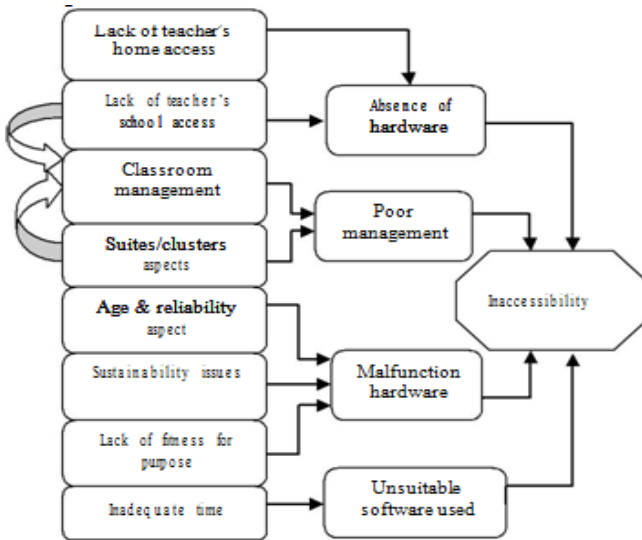 Lack of teacher's
home access
Lack of teacher's
school access
Classroom
management
Suites/clusters
aspects
Age & reliability
aspect
Sustainability issues
Lack of fitness for
purpose
Inadequate time
Absence of
hardware
Poor
management
Malfunction
hardware
Unsuitable
software used
Inaccessibility